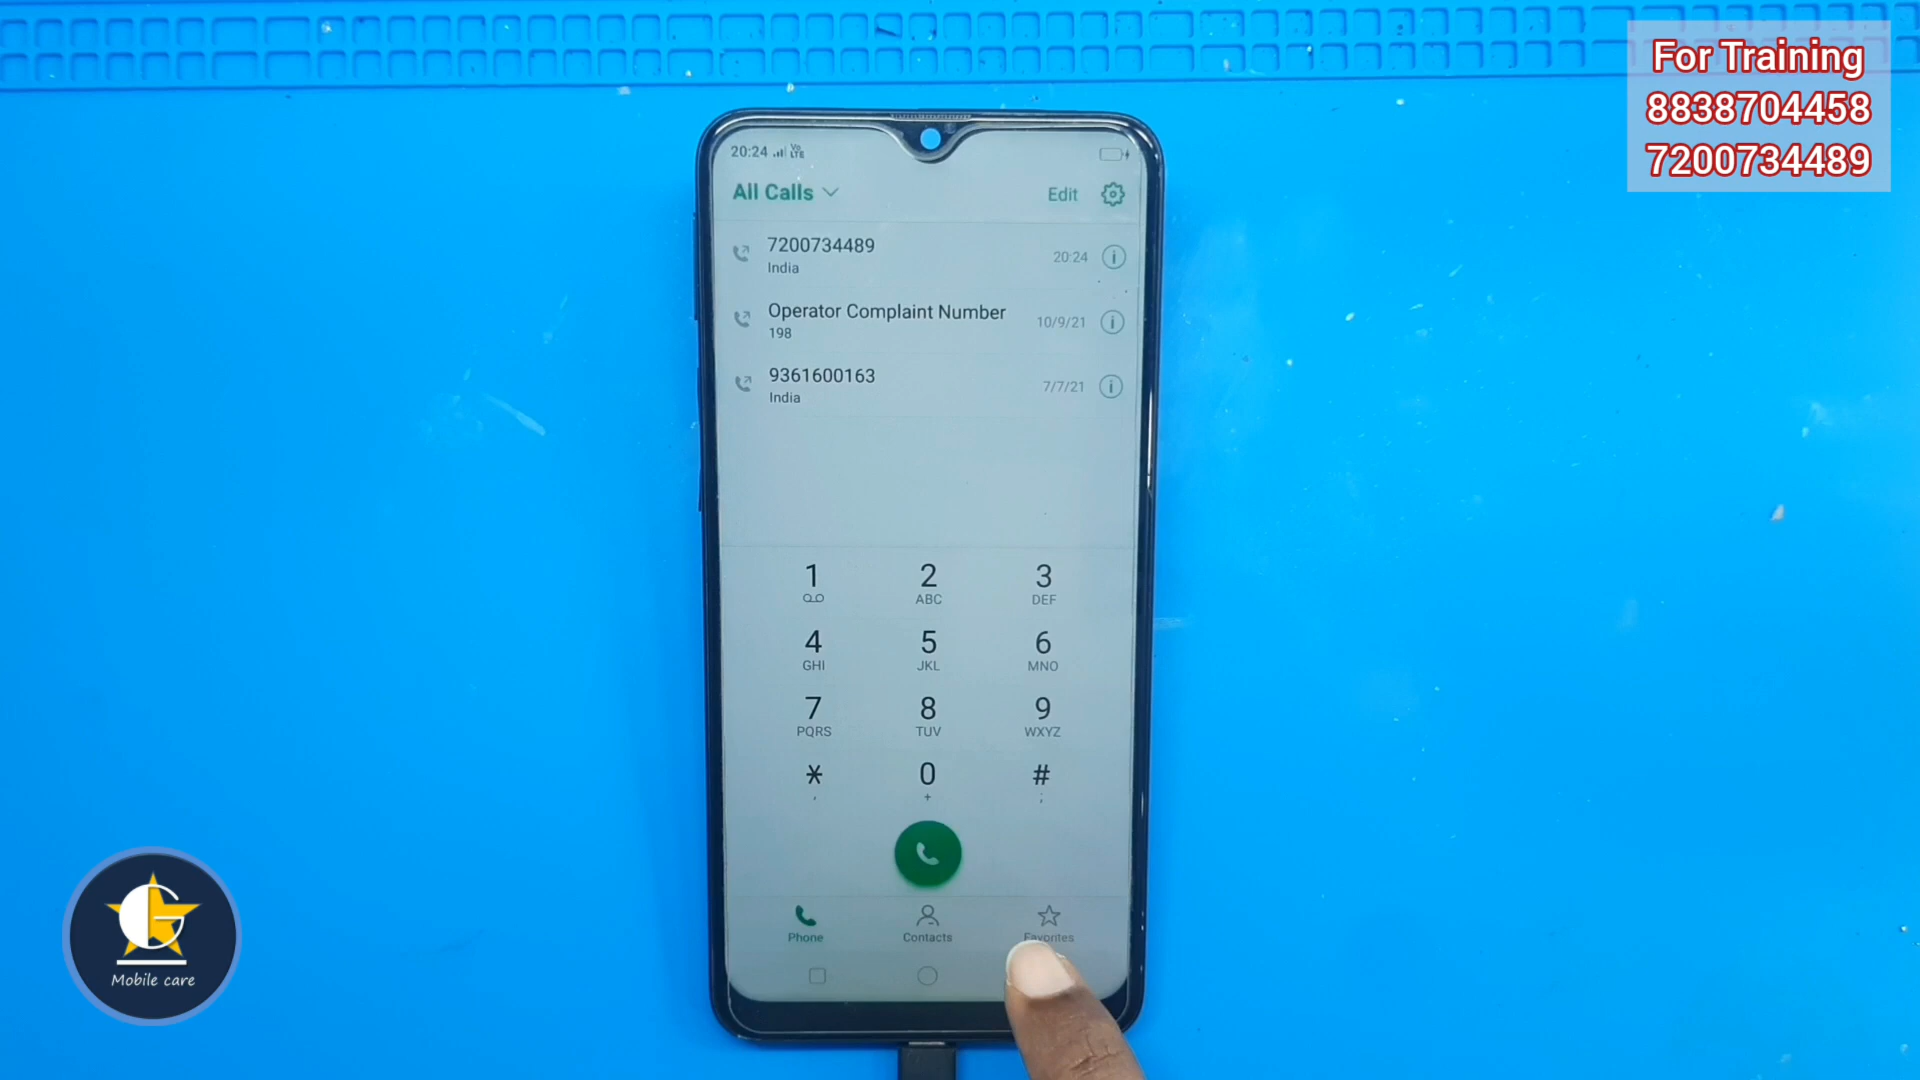 For Training
8838704458
7200734489
20:24 Vo LTE
All Calls Edit
7200734489
India
20:24
Operator Complaint Number
198
10/9/21
9361600163
India
7/7/21
1 2 3
ABC DEF
4 5 6
GHI JKL MNO
7 8 9
PQRS TUV WXYZ
* 0 #
, + ;
Phone Contacts Favorites
G
Mobile care